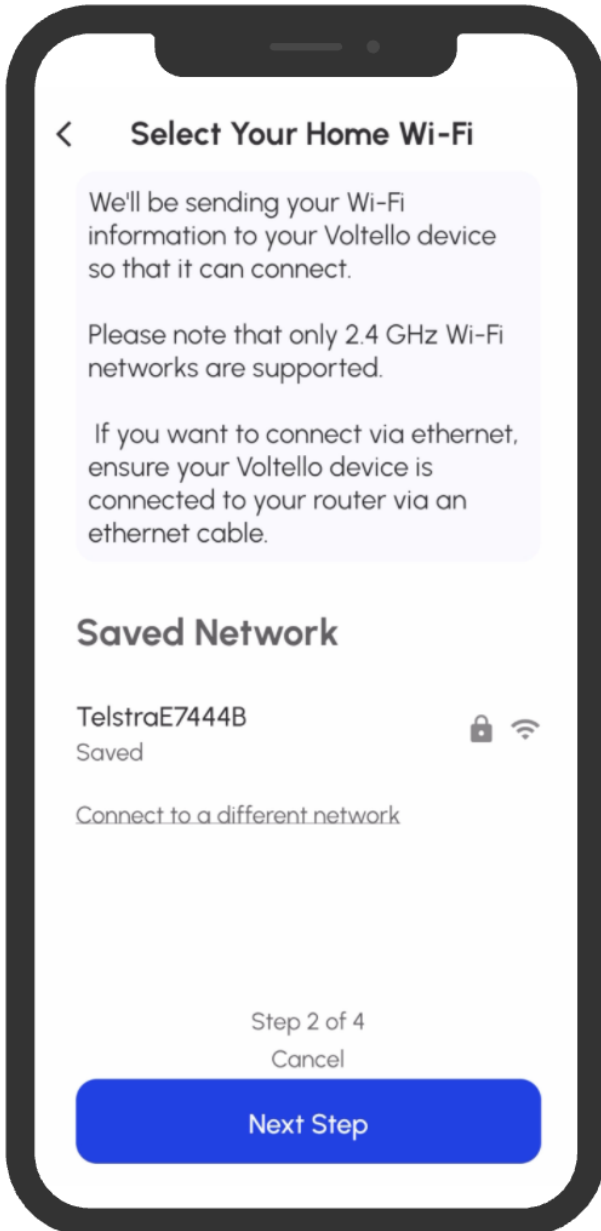 Select Your Home Wi-Fi
We'll be sending your Wi-Fi
information to your Voltello device
so that it can connect.
Please note that only 2.4 GHz Wi-Fi
networks are supported.
If you want to connect via ethernet,
ensure your Voltello device is
connected to your router via an
ethernet cable.
Saved Network
TelstraE7444B
Saved
Connect to a different network
Step 2 of 4
Cancel
Next Step